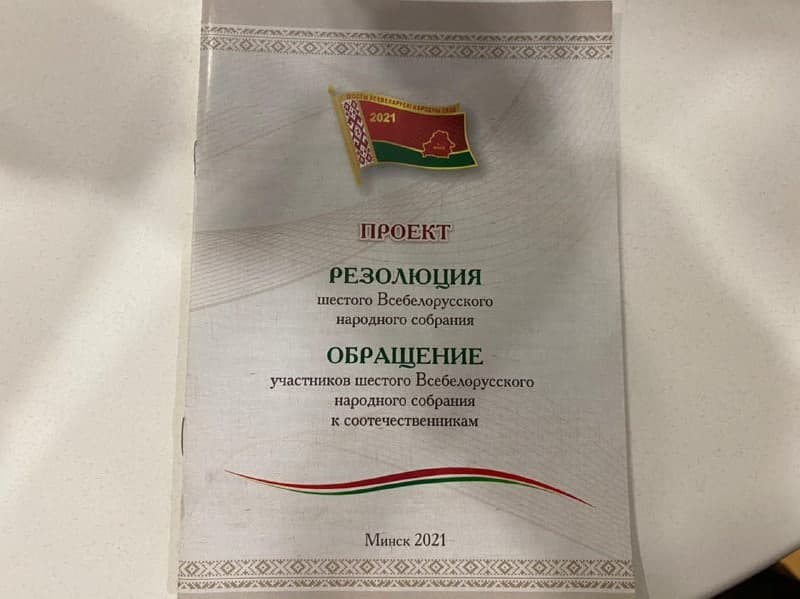 2021
ПРОЕКТ
РЕЗОЛЮЦИЯ
шестого Всебелорусского
народного собрания
ОБРАЩЕНИЕ
участников шестого Всебелорусского
народного собрания
к соотечественникам
Минск 2021